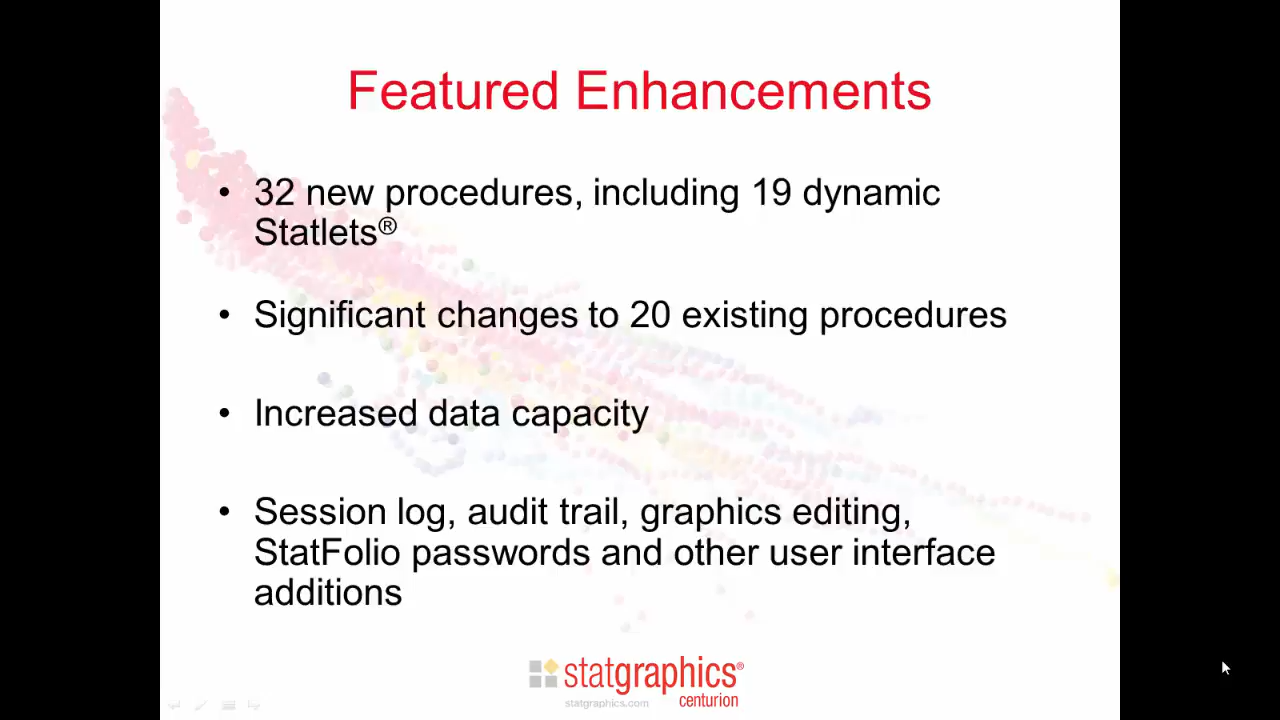 Featured Enhancements
• 32 new procedures, including 19 dynamic
Statlets®
• Significant changes to 20 existing procedures
• Increased data capacity
• Session log, audit trail, graphics editing,
StatFolio passwords and other user interface
additions
statgraphics®
centurion
statgraphics.com